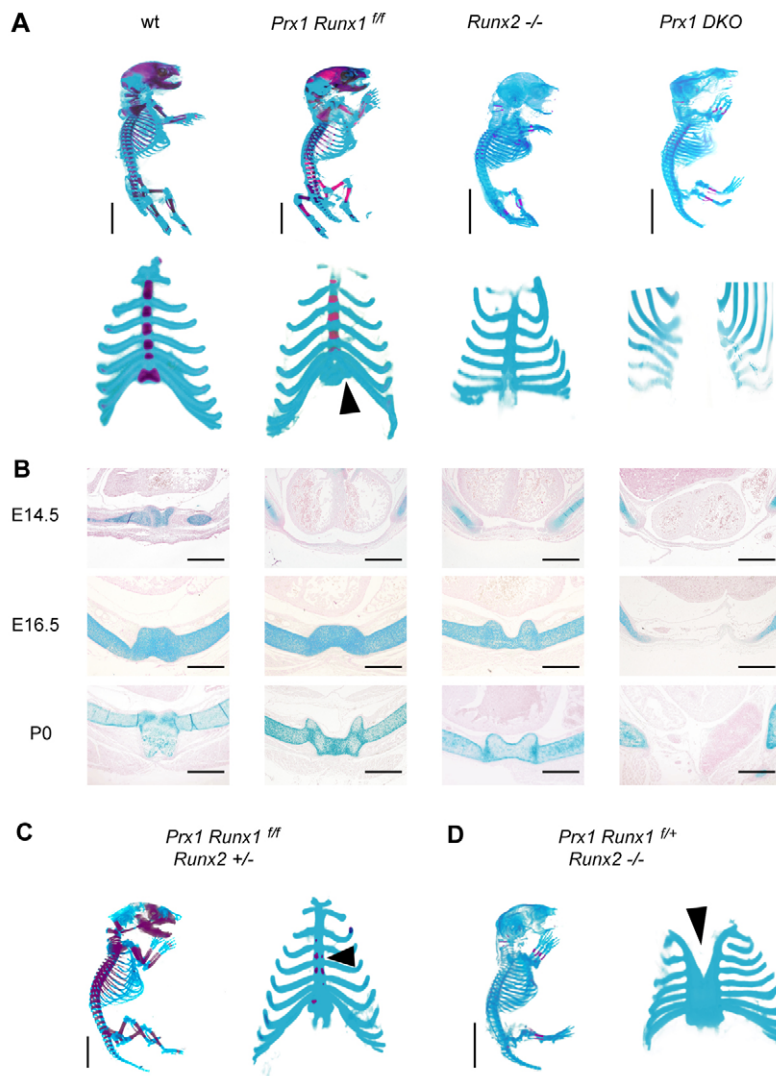 A
wt
Prx1 Runx1 f/f
Runx2 -/-
Prx1 DKO
B
E14.5
E16.5
P0
C
Prx1 Runx1 f/f
Runx2 +/-
D
Prx1 Runx1 f/+
Runx2 -/-